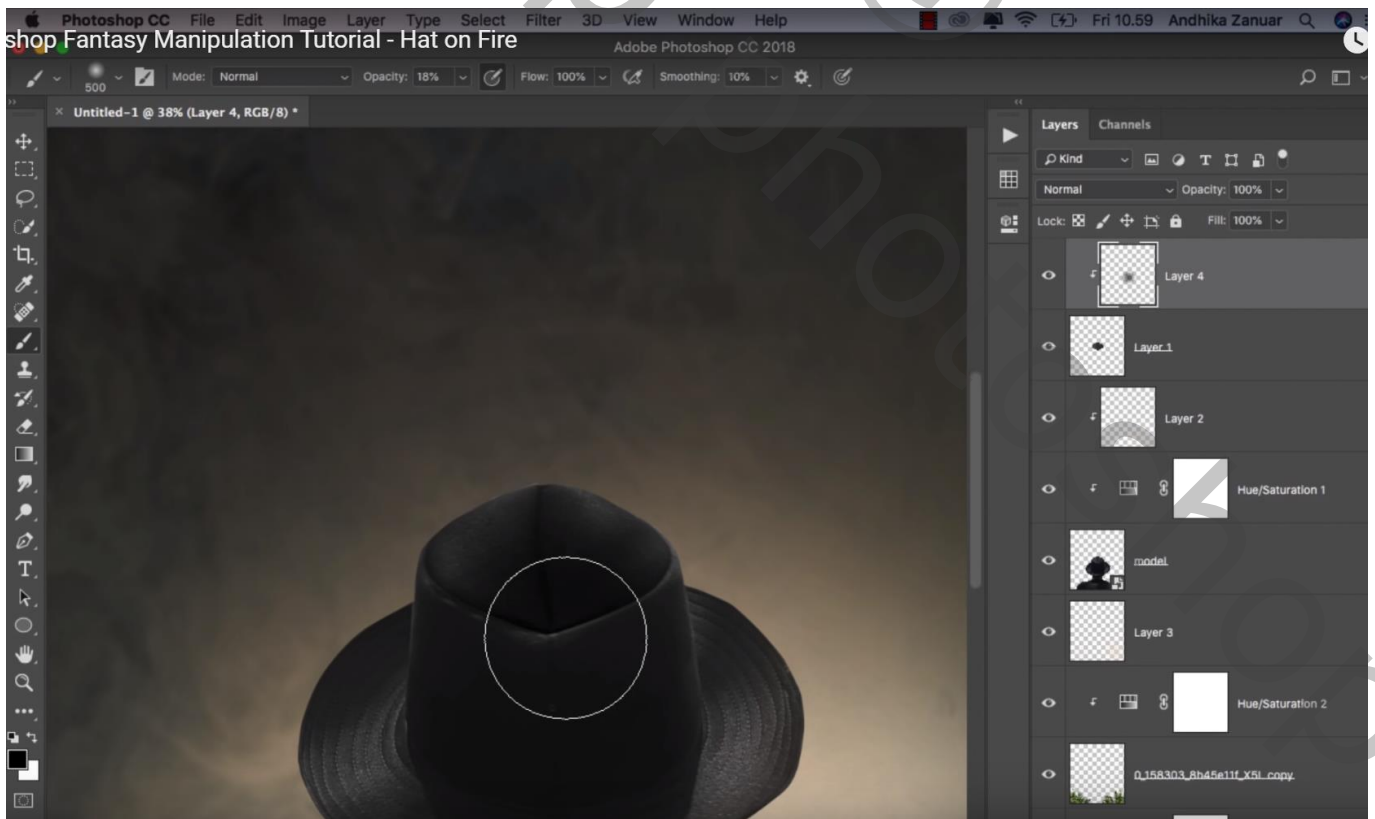 Photoshop CC File Edit Image Layer Type Select Filter 3D View Window Help Fri 10.59 Andhika Zanuar
shop Fantasy Manipulation Tutorial - Hat on Fire
Adobe Photoshop CC 2018
500 Mode: Normal Opacity: 18% Flow: 100% Smoothing: 10%
× Untitled-1 @ 38% (Layer 4, RGB/8) *
Layers Channels
Kind
Normal Opacity: 100%
Lock: Fill: 100%
Layer 4
Layer 1
Layer 2
Hue/Saturation 1
model
Layer 3
Hue/Saturation 2
0_158303_8b45e11f_X5L copy
photosho